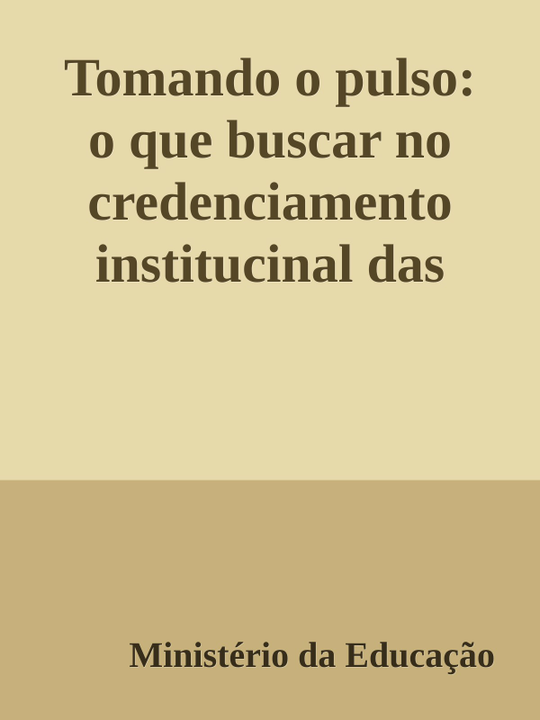 Tomando o pulso:
o que buscar no
credenciamento
institucinal das
Ministério da Educação